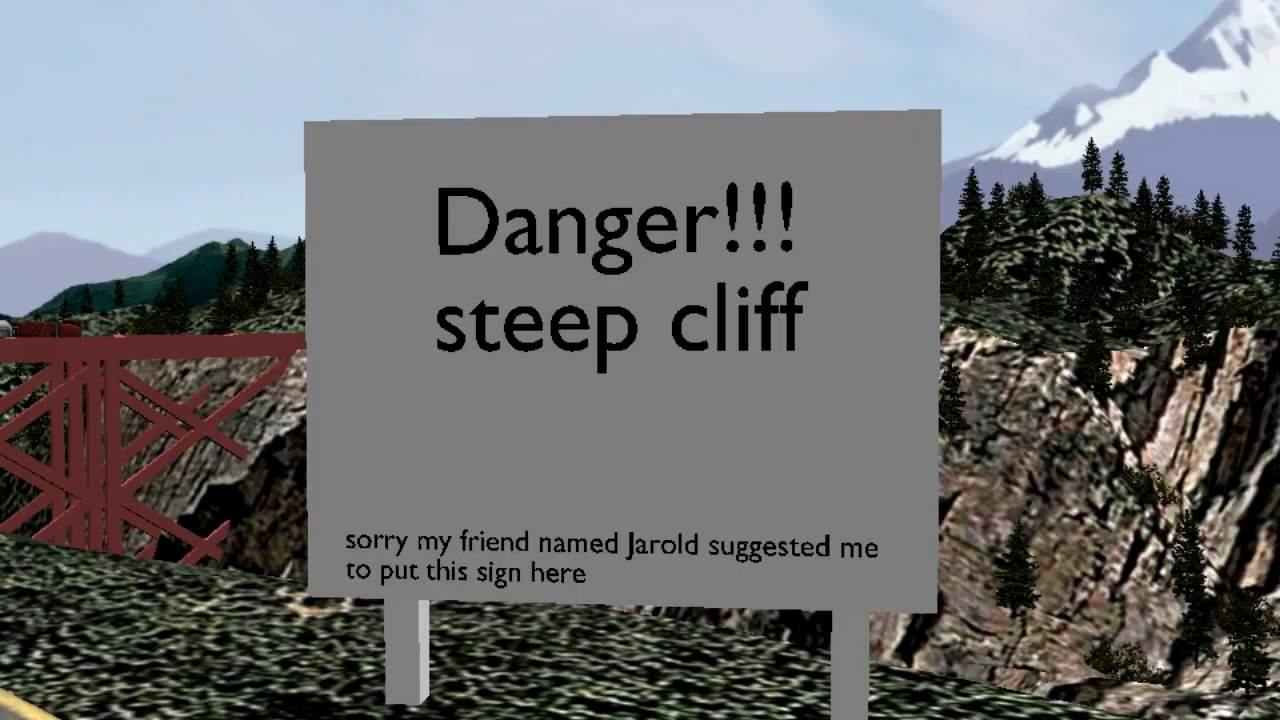 Danger!!!
steep cliff
sorry my friend named Jarold suggested me
to put this sign here